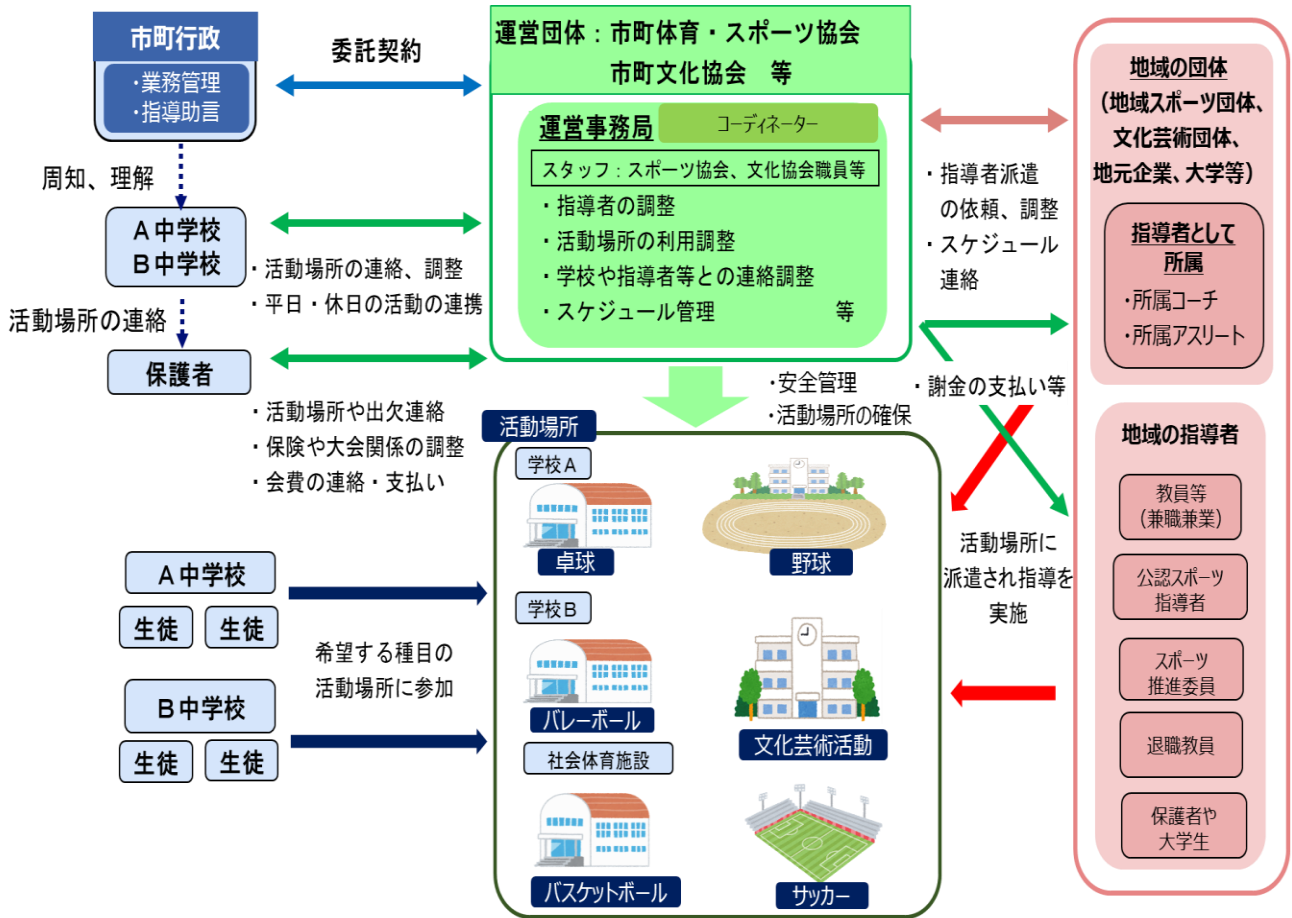 市町行政
・業務管理
・指導助言
委託契約
運営団体：市町体育・スポーツ協会
市町文化協会　等
運営事務局
コーディネーター
スタッフ：スポーツ協会、文化協会職員等
・指導者の調整
・活動場所の利用調整
・学校や指導者等との連絡調整
・スケジュール管理　　　　　等
周知、理解
A中学校
B中学校
・活動場所の連絡、調整
・平日・休日の活動の連携
活動場所の連絡
保護者
・活動場所や出欠連絡
・保険や大会関係の調整
・会費の連絡・支払い
・指導者派遣
の依頼、調整
・スケジュール
連絡
地域の団体
（地域スポーツ団体、
文化芸術団体、
地元企業、大学等）
指導者として
所属
・所属コーチ
・所属アスリート
・謝金の支払い等
・安全管理
・活動場所の確保
活動場所
学校A
卓球
野球
学校B
バレーボール
文化芸術活動
社会体育施設
バスケットボール
サッカー
A中学校
生徒　生徒
B中学校
生徒　生徒
希望する種目の
活動場所に参加
活動場所に
派遣され指導を
実施
地域の指導者
教員等
（兼職兼業）
公認スポーツ
指導者
スポーツ
推進委員
退職教員
保護者や
大学生